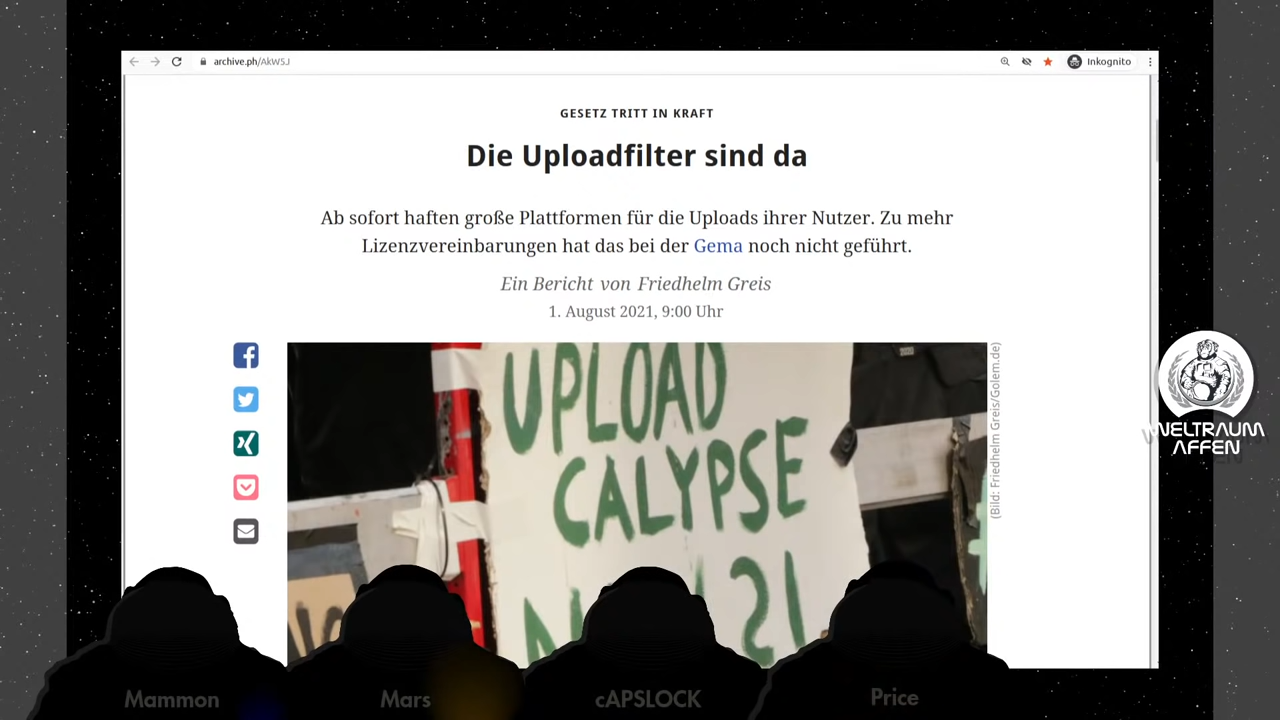 archive.ph/AkW5J
Inkognito
GESETZ TRITT IN KRAFT
Die Uploadfilter sind da
Ab sofort haften große Plattformen für die Uploads ihrer Nutzer. Zu mehr
Lizenzvereinbarungen hat das bei der Gema noch nicht geführt.
Ein Bericht von Friedhelm Greis
1. August 2021, 9:00 Uhr
(Bild: Friedhelm Greis/Golem.de)
UPLOAD
CALYPSE
WELTRAUM
AFFEN
Mammon
Mars
cAPSLOCK
Price